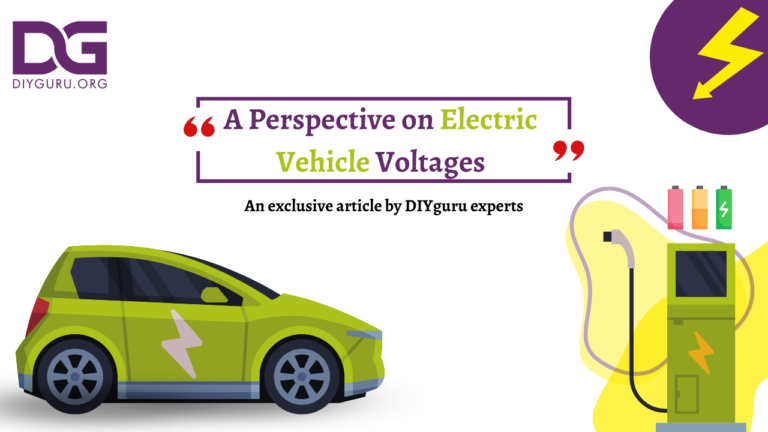 DG
DIYGURU.ORG
“ A Perspective on Electric
Vehicle Voltages ”
An exclusive article by DIYguru experts